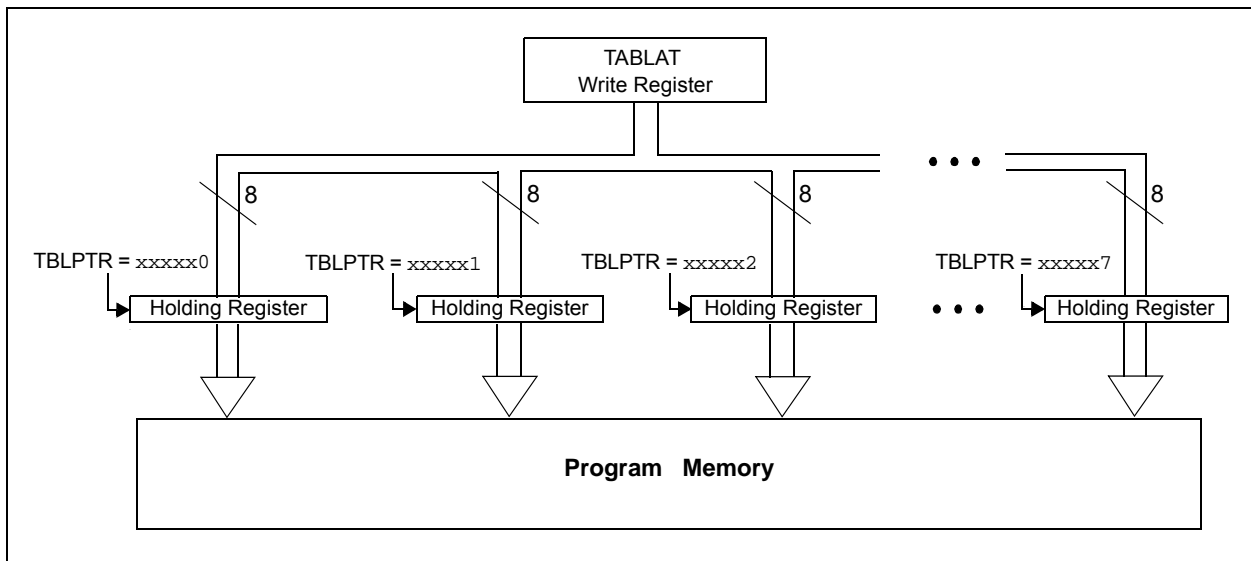 TABLAT
Write Register
8
8
8
8
TBLPTR = xxxxx0
TBLPTR = xxxxx1
TBLPTR = xxxxx2
TBLPTR = xxxxx7
Holding Register
Holding Register
Holding Register
Holding Register
Program Memory